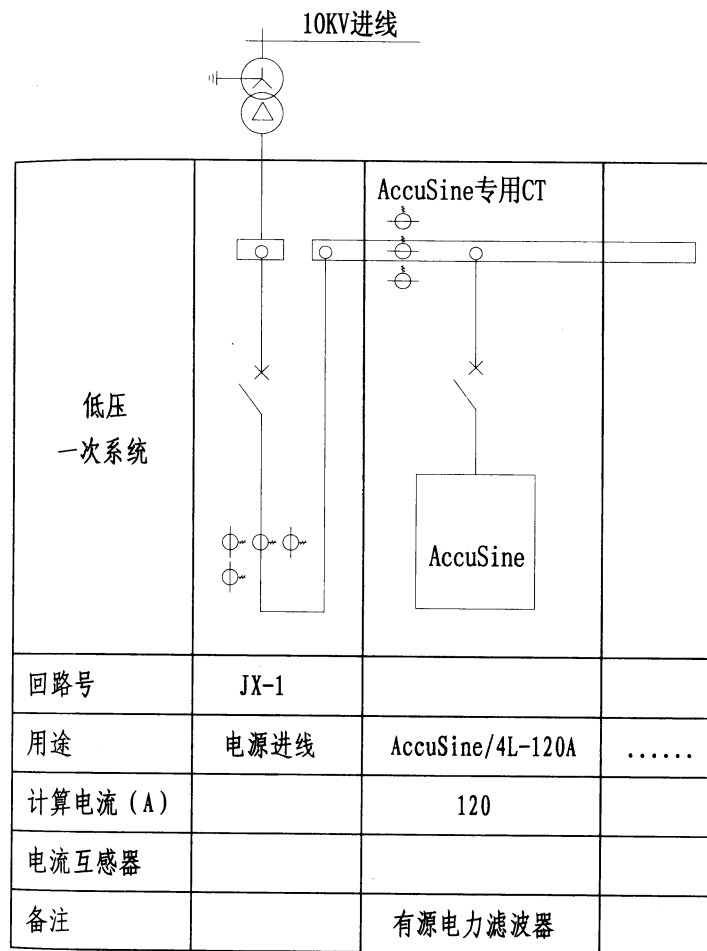 10KV进线
AccuSine专用CT
低压
一次系统
AccuSine
回路号
JX-1
用途
电源进线
AccuSine/4L-120A
......
计算电流(A)
120
电流互感器
备注
有源电力滤波器